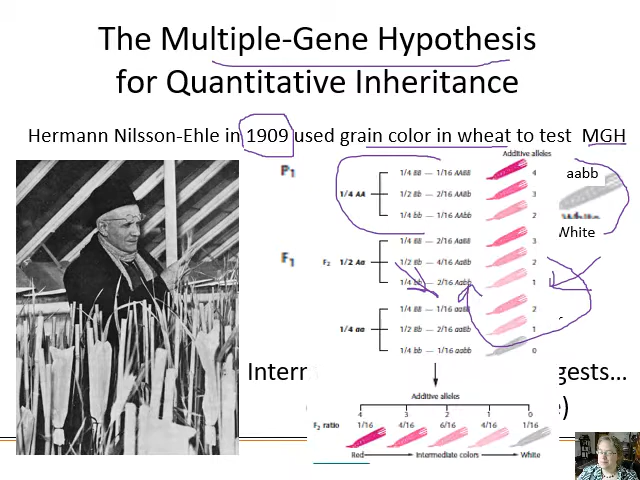 The Multiple-Gene Hypothesis
for Quantitative Inheritance
Hermann Nilsson-Ehle in 1909 used grain color in wheat to test MGH
Additive alleles
P1
1/4 BB — 1/16 AABB
4
aabb
1/4 AA
1/2 Bb — 2/16 AABb
3
1/4 bb — 1/16 AAbb
2
White
1/4 BB — 2/16 AaBB
3
F1
F2
1/2 Aa
1/2 Bb — 4/16 AaBb
2
1/4 bb — 2/16 Aabb
1
1/4 BB — 1/16 aaBB
2
1/4 aa
1/2 Bb — 2/16 aaBb
1
1/4 bb — 1/16 aabb
0
Additive alleles
4 3 2 1 0
F2 ratio 1/16 4/16 6/16 4/16 1/16
Red Intermediate colors White